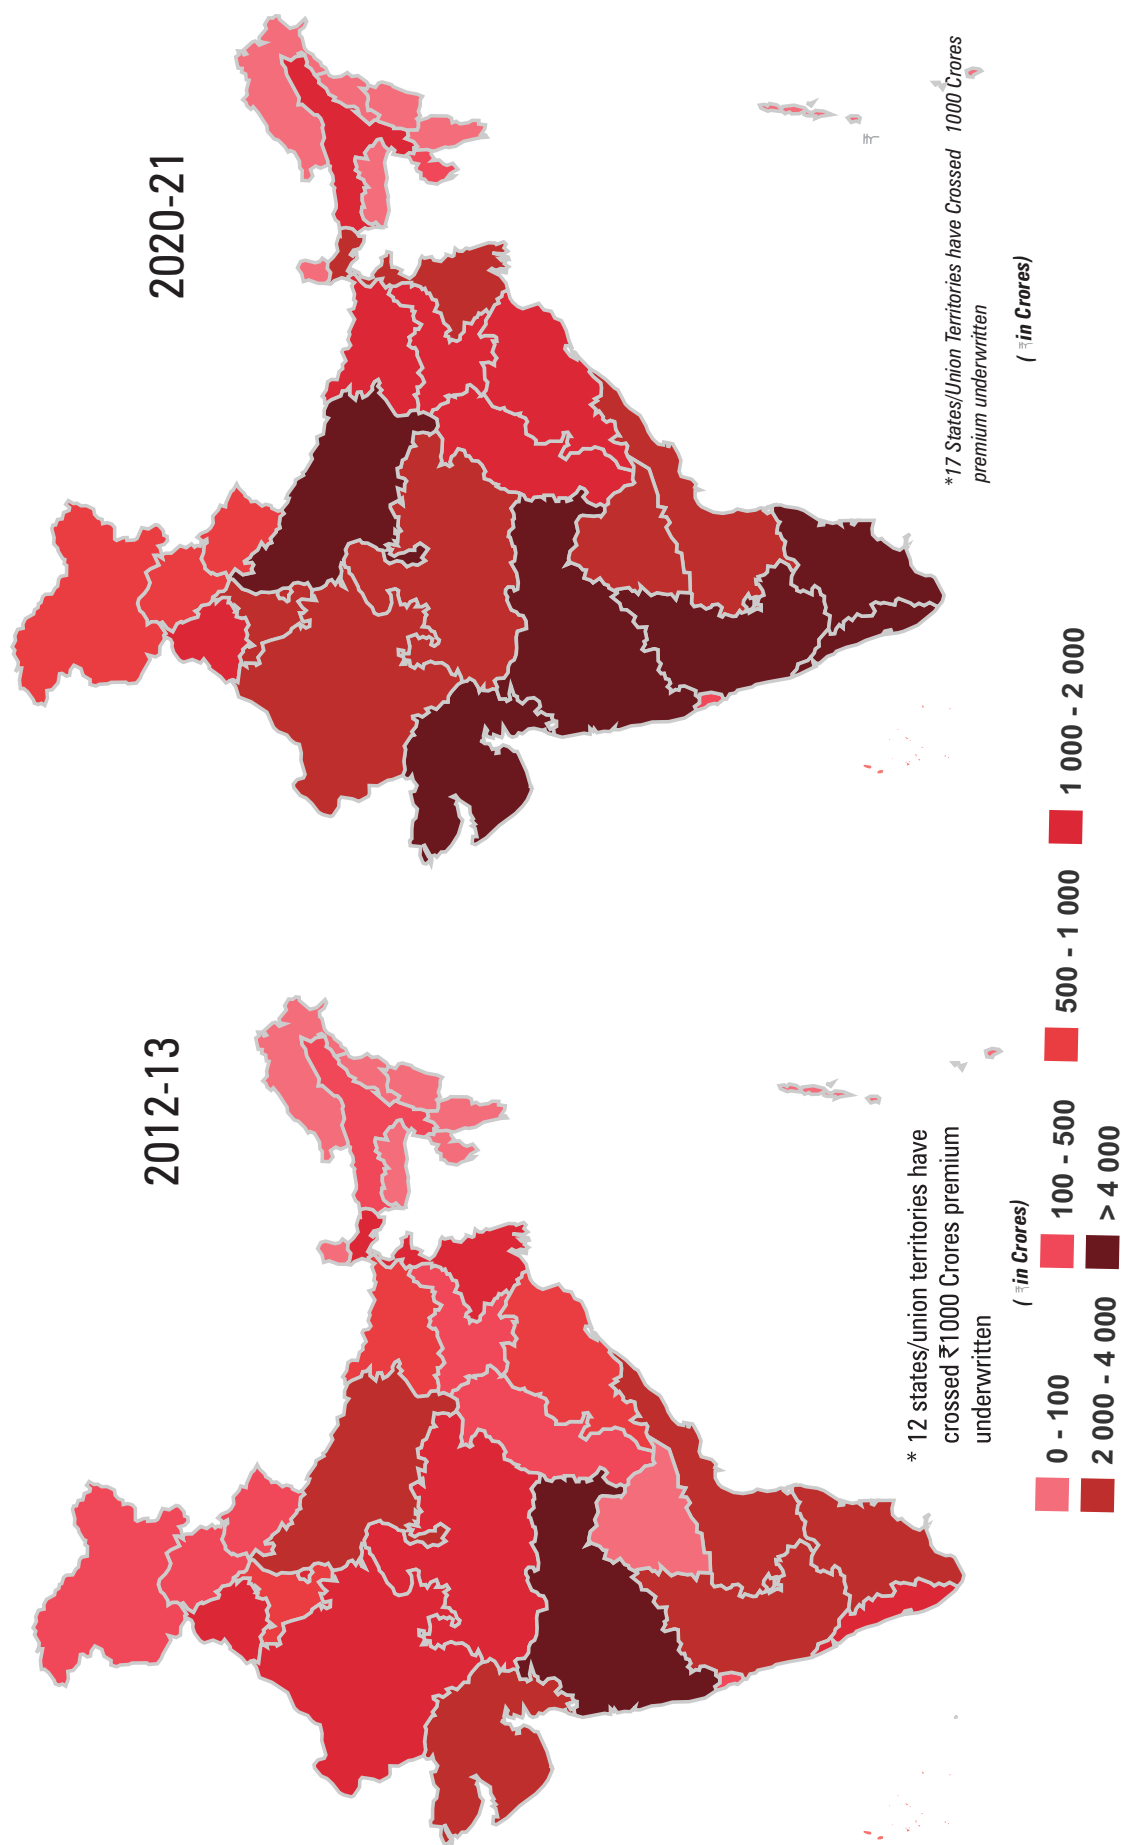 2012-13
* 12 states/union territories have
crossed ₹1000 Crores premium
underwritten
( ₹in Crores)
2020-21
₹
*17 States/Union Territories have Crossed 1000 Crores
premium underwritten
( ₹in Crores)
0 - 100
100 - 500
500 - 1 000
1 000 - 2 000
2 000 - 4 000
> 4 000